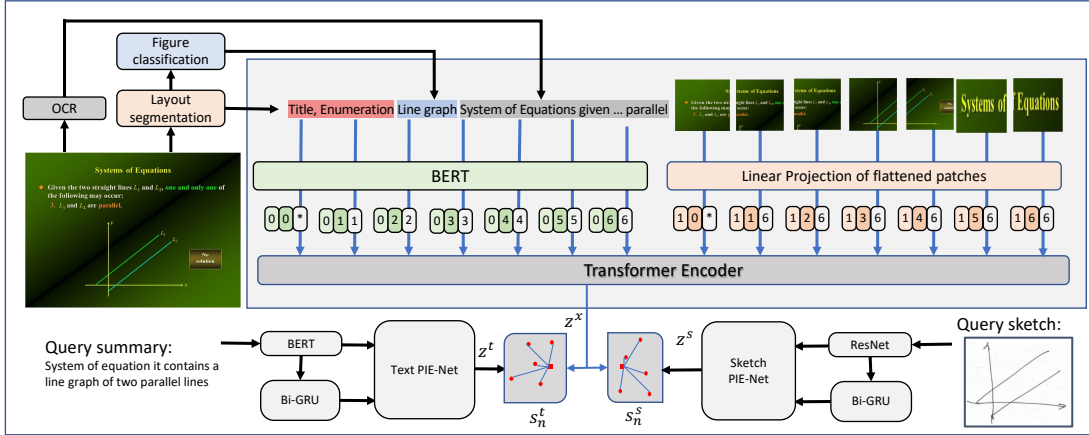 Figure
classification
OCR
Layout
segmentation
Title, Enumeration Line graph System of Equations given ... parallel
Systems of Equations
Given the two straight lines L₁ and L₂, one and only one of
the following may occur:
3. L₁ and L₂ are parallel.
y
L₁
L₂
x
No
solution
Systems of Equations
BERT
Linear Projection of flattened patches
0 0 * 0 1 1 0 2 2 0 3 3 0 4 4 0 5 5 0 6 6
1 0 * 1 1 6 1 2 6 1 3 6 1 4 6 1 5 6 1 6 6
Transformer Encoder
Query summary:
System of equation it contains a
line graph of two parallel lines
BERT
Bi-GRU
Text PIE-Net
z^t
z^x
z^s
S_n^t
S_n^s
Sketch
PIE-Net
ResNet
Bi-GRU
Query sketch: